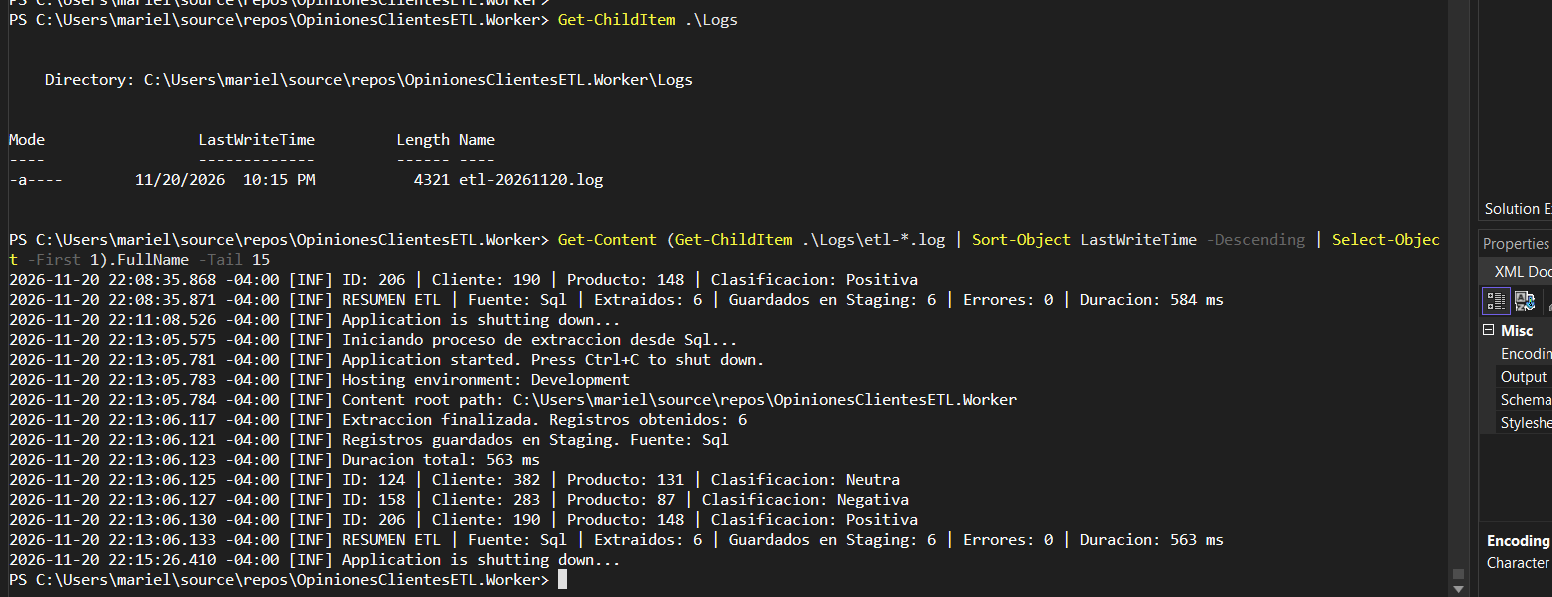 PS C:\Users\mariel\source\repos\OpinionesClientesETL.Worker>
PS C:\Users\mariel\source\repos\OpinionesClientesETL.Worker> Get-ChildItem .\Logs
Directory: C:\Users\mariel\source\repos\OpinionesClientesETL.Worker\Logs
Mode LastWriteTime Length Name
---- ------------- ------ ----
-a---- 11/20/2026 10:15 PM 4321 etl-20261120.log
PS C:\Users\mariel\source\repos\OpinionesClientesETL.Worker> Get-Content (Get-ChildItem .\Logs\etl-*.log | Sort-Object LastWriteTime -Descending | Select-Objec
t -First 1).FullName -Tail 15
2026-11-20 22:08:35.868 -04:00 [INF] ID: 206 | Cliente: 190 | Producto: 148 | Clasificacion: Positiva
2026-11-20 22:08:35.871 -04:00 [INF] RESUMEN ETL | Fuente: Sql | Extraidos: 6 | Guardados en Staging: 6 | Errores: 0 | Duracion: 584 ms
2026-11-20 22:11:08.526 -04:00 [INF] Application is shutting down...
2026-11-20 22:13:05.575 -04:00 [INF] Iniciando proceso de extraccion desde Sql...
2026-11-20 22:13:05.781 -04:00 [INF] Application started. Press Ctrl+C to shut down.
2026-11-20 22:13:05.783 -04:00 [INF] Hosting environment: Development
2026-11-20 22:13:05.784 -04:00 [INF] Content root path: C:\Users\mariel\source\repos\OpinionesClientesETL.Worker
2026-11-20 22:13:06.117 -04:00 [INF] Extraccion finalizada. Registros obtenidos: 6
2026-11-20 22:13:06.121 -04:00 [INF] Registros guardados en Staging. Fuente: Sql
2026-11-20 22:13:06.123 -04:00 [INF] Duracion total: 563 ms
2026-11-20 22:13:06.125 -04:00 [INF] ID: 124 | Cliente: 382 | Producto: 131 | Clasificacion: Neutra
2026-11-20 22:13:06.127 -04:00 [INF] ID: 158 | Cliente: 283 | Producto: 87 | Clasificacion: Negativa
2026-11-20 22:13:06.130 -04:00 [INF] ID: 206 | Cliente: 190 | Producto: 148 | Clasificacion: Positiva
2026-11-20 22:13:06.133 -04:00 [INF] RESUMEN ETL | Fuente: Sql | Extraidos: 6 | Guardados en Staging: 6 | Errores: 0 | Duracion: 563 ms
2026-11-20 22:15:26.410 -04:00 [INF] Application is shutting down...
PS C:\Users\mariel\source\repos\OpinionesClientesETL.Worker>
Solution E
Properties
XML Doc
Misc
Encodin
Output
Schema
Styleshe
Encoding
Character